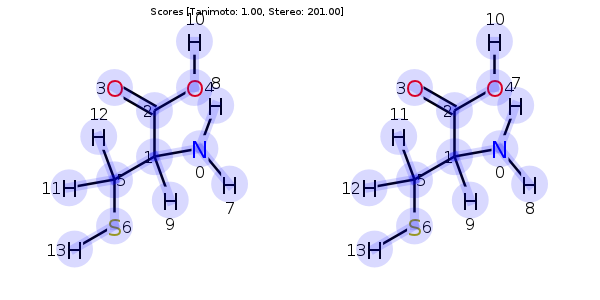 Scores [Tanimoto: 1.00, Stereo: 201.00]
10 10
H H
3 O O 4 8 3 O O 4 7
2 H 2 H
12 11
H H
1 N 1 N
0 0
11 H 5 H 12 H 5 H
H 7 H 8
9 9
S 6 S 6
13 H 13 H